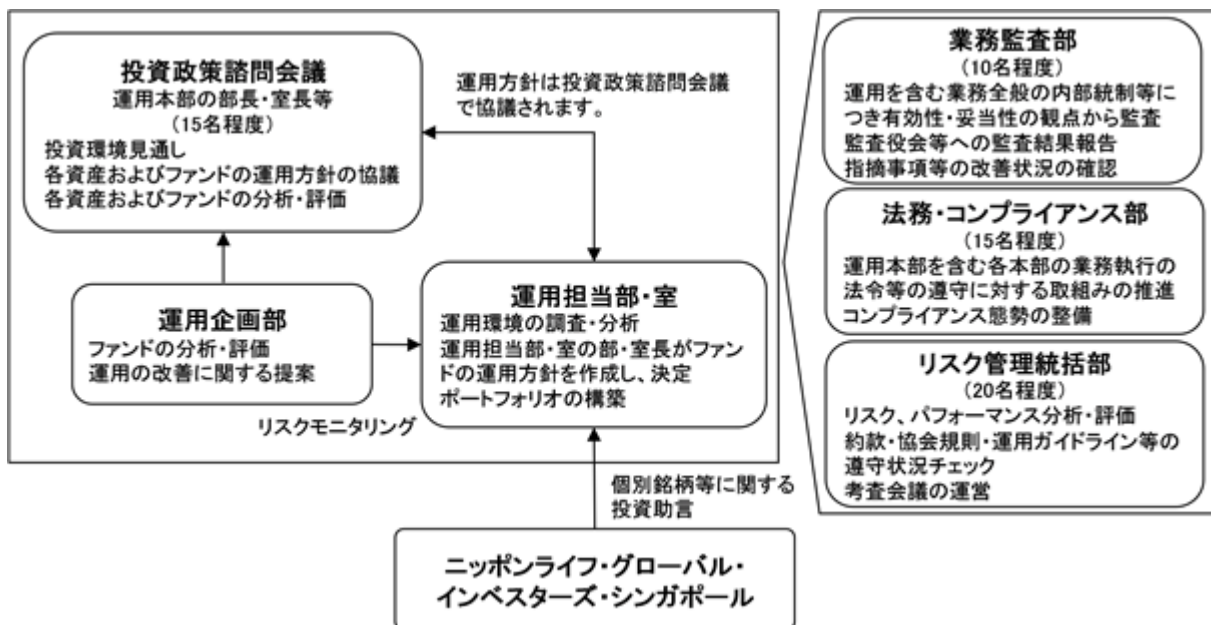 投資政策諮問会議
運用本部の部長・室長等
(15名程度)
投資環境見通し
各資産およびファンドの運用方針の協議
各資産およびファンドの分析・評価
運用方針は投資政策諮問会議
で協議されます。
運用企画部
ファンドの分析・評価
運用の改善に関する提案
リスクモニタリング
運用担当部・室
運用環境の調査・分析
運用担当部・室の部・室長がファン
ドの運用方針を作成し、決定
ポートフォリオの構築
個別銘柄等に関する
投資助言
ニッポンライフ・グローバル・
インベスターズ・シンガポール
業務監査部
(10名程度)
運用を含む業務全般の内部統制等に
つき有効性・妥当性の観点から監査
監査役会等への監査結果報告
指摘事項等の改善状況の確認
法務・コンプライアンス部
(15名程度)
運用本部を含む各本部の業務執行の
法令等の遵守に対する取組みの推進
コンプライアンス態勢の整備
リスク管理統括部
(20名程度)
リスク、パフォーマンス分析・評価
約款・協会規則・運用ガイドライン等の
遵守状況チェック
考査会議の運営